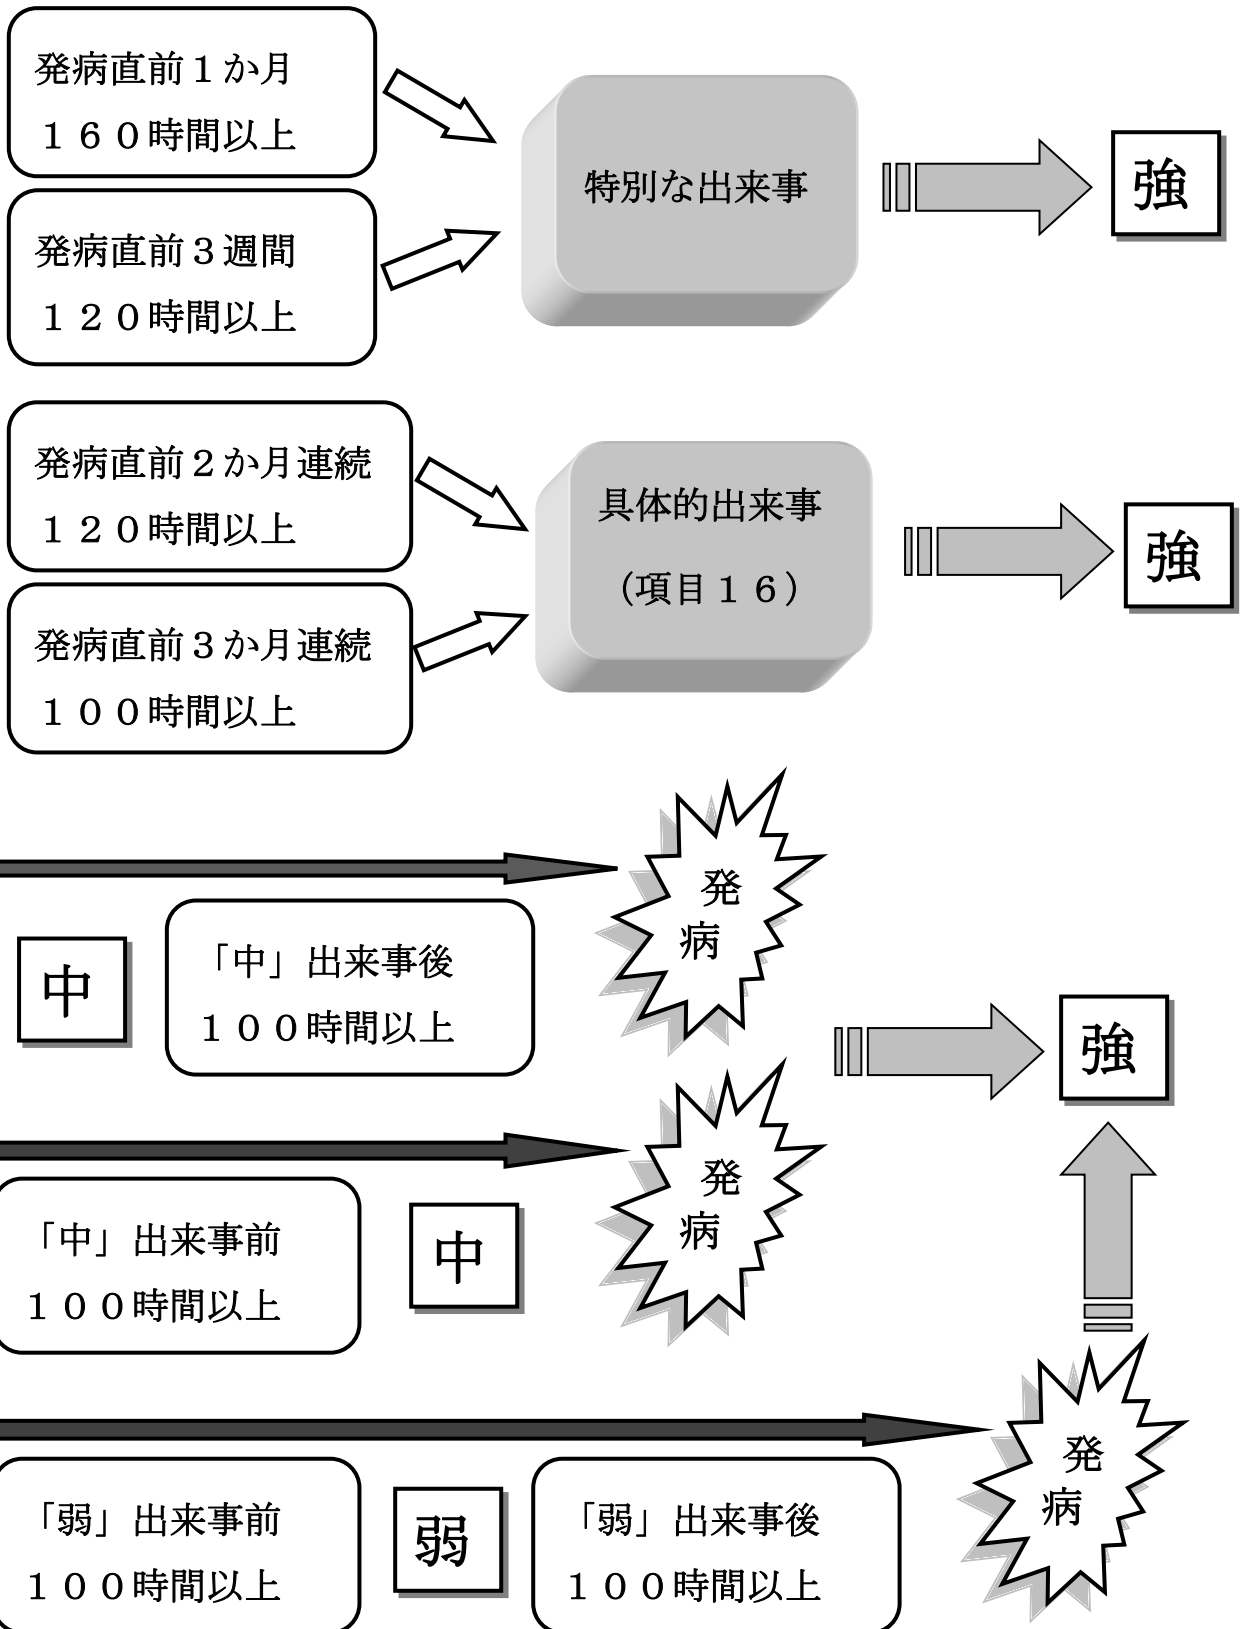 発病直前１か月
１６０時間以上
特別な出来事
強
発病直前３週間
１２０時間以上
発病直前２か月連続
１２０時間以上
具体的出来事
（項目１６）
強
発病直前３か月連続
１００時間以上
発
病
中
「中」出来事後
１００時間以上
強
発
病
「中」出来事前
１００時間以上
中
発
病
「弱」出来事前
１００時間以上
弱
「弱」出来事後
１００時間以上